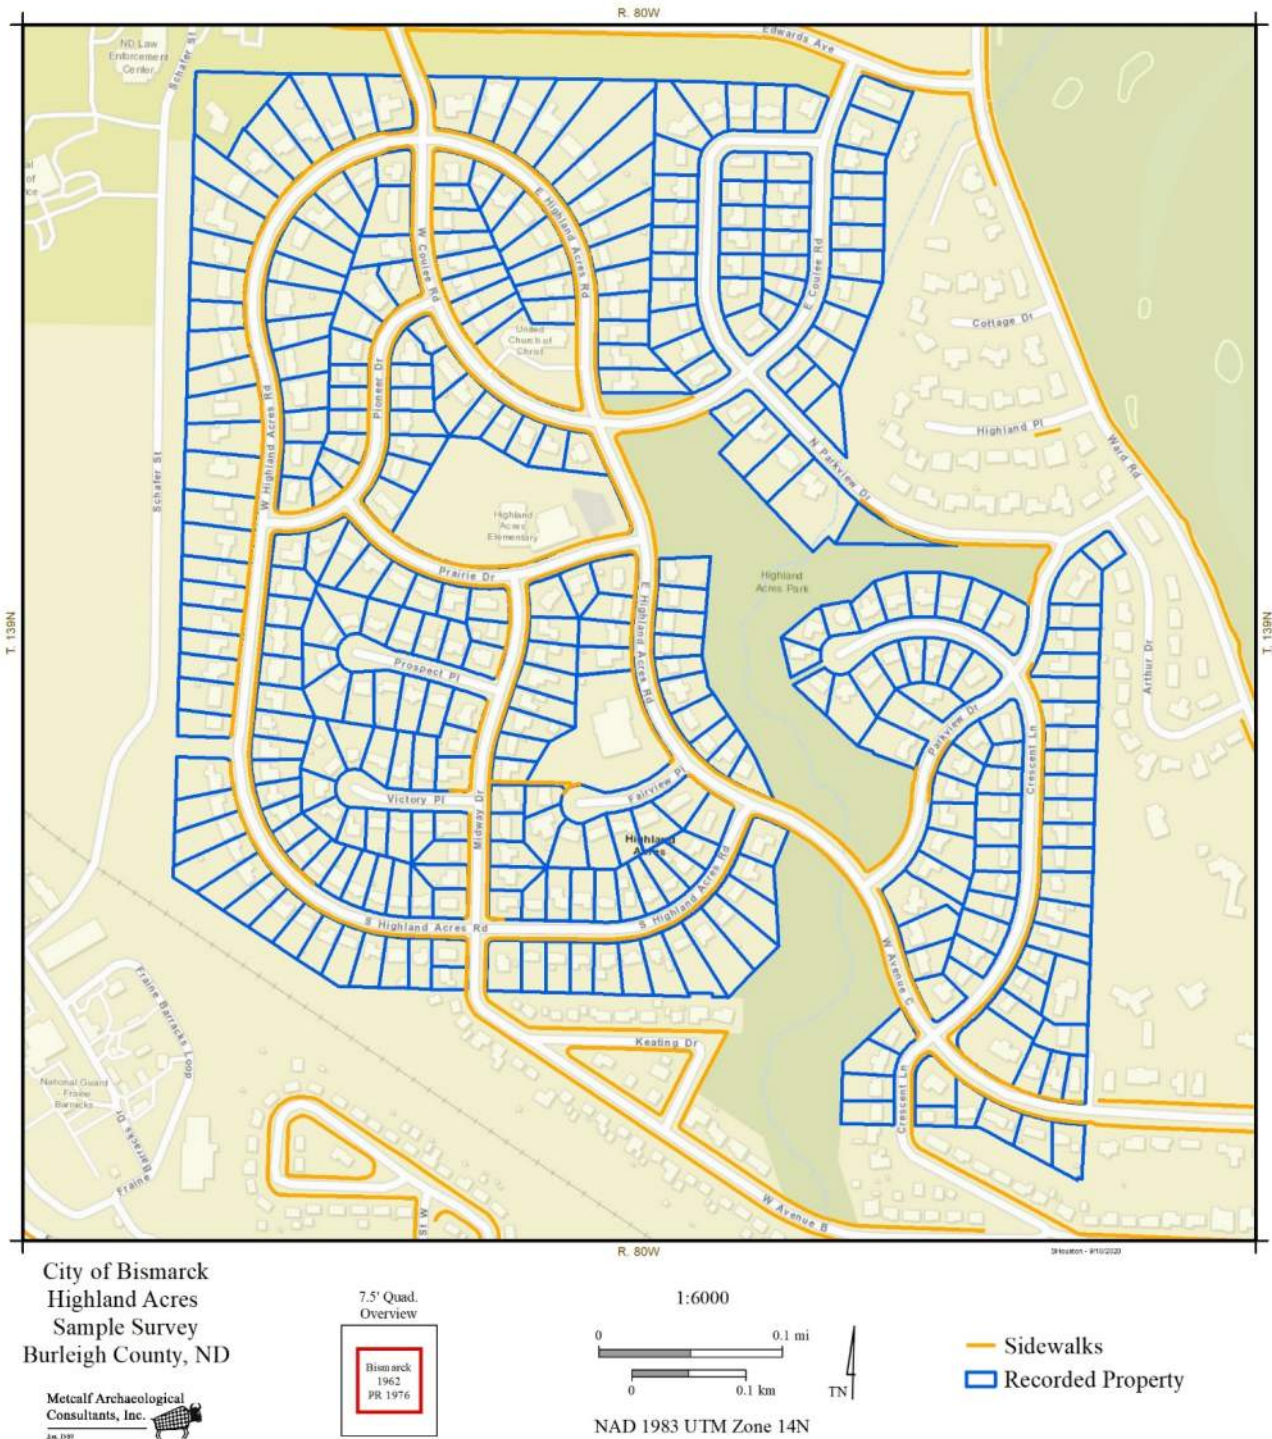 R. 80W
ND Law
Enforcement
Center
Schafer St
Edwards Ave
E Highland Acres Rd
W Coulee Rd
E Coulee Rd
United
Church of
Christ
Cottage Dr
Pioneer Dr
W Highland Acres Rd
Highland Pl
Ward Rd
N Parkview Dr
Schafer St
Highland
Acres
Elementary
Prairie Dr
Highland
Acres Park
T. 139N
T. 139N
E Highland Acres Rd
Arthur Dr
Prospect Pl
Parkview Dr
Crescent Ln
Victory Pl
Midway Dr
Fairview Pl
Highland
Acres
S Highland Acres Rd
S Highland Acres Rd
W Avenue C
Fraine Barracks Loop
Keating Dr
National Guard
- Fraine
Barracks
Fraine Barracks Dr
Crescent Ln
St W
W Avenue B
R. 80W
SHouston - 9/10/2020
City of Bismarck
Highland Acres
Sample Survey
Burleigh County, ND
7.5' Quad.
Overview
Bismarck
1962
PR 1976
1:6000
0
0.1 mi
0
0.1 km
TN
NAD 1983 UTM Zone 14N
Sidewalks
Recorded Property
Metcalf Archaeological
Consultants, Inc.